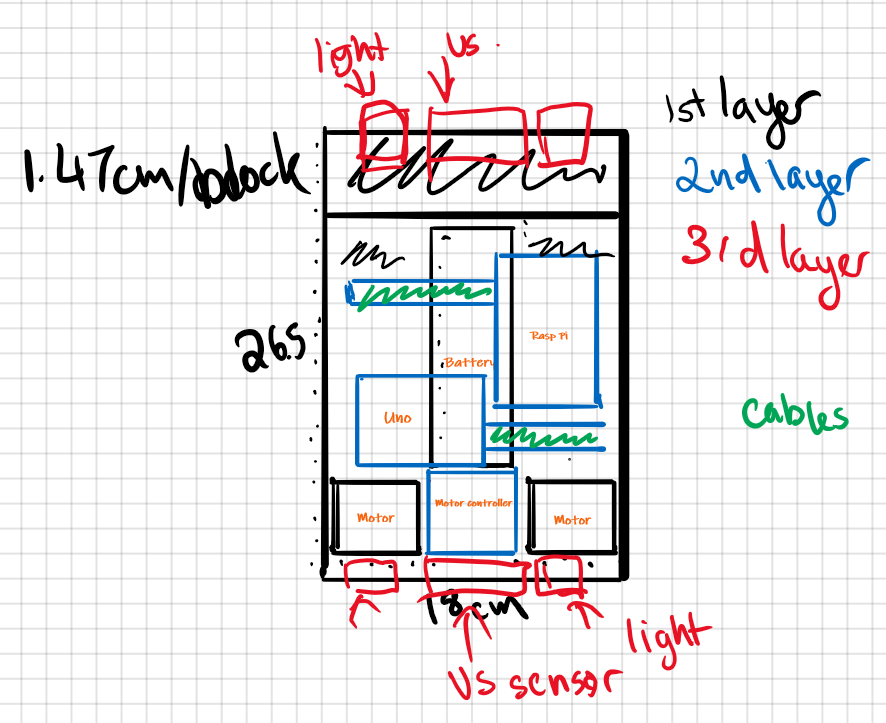 light
US
1st layer
1.47cm/
2nd layer
3rd layer
26.5
Rasp Pi
Battery
Uno
cables
Motor
Motor controller
Motor
18cm
light
US sensor